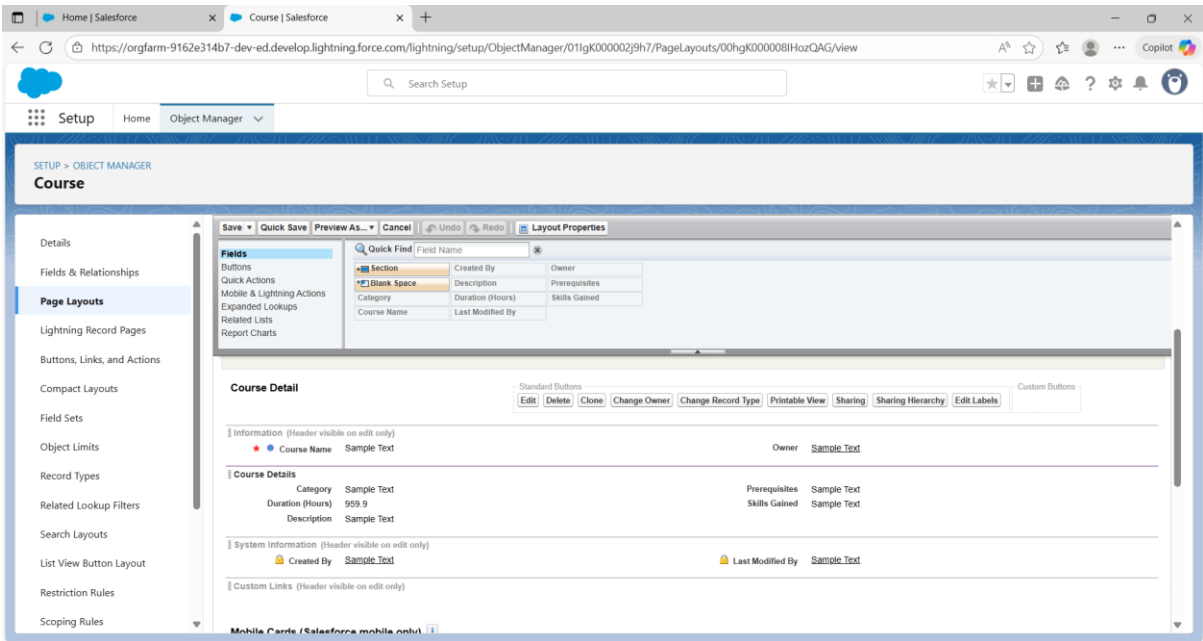 Home | Salesforce
Course | Salesforce
https://orgfarm-9162e314b7-dev-ed.develop.lightning.force.com/lightning/setup/ObjectManager/01IgK000002j9h7/PageLayouts/00hgK000008IHozQAG/view
Copilot
Search Setup
Setup Home Object Manager
SETUP > OBJECT MANAGER
Course
Details
Fields & Relationships
Page Layouts
Lightning Record Pages
Buttons, Links, and Actions
Compact Layouts
Field Sets
Object Limits
Record Types
Related Lookup Filters
Search Layouts
List View Button Layout
Restriction Rules
Scoping Rules
Save Quick Save Preview As... Cancel Undo Redo Layout Properties
Fields
Buttons
Quick Actions
Mobile & Lightning Actions
Expanded Lookups
Related Lists
Report Charts
Quick Find Field Name
Section Created By Owner
Blank Space Description Prerequisites
Category Duration (Hours) Skills Gained
Course Name Last Modified By
Course Detail
Standard Buttons
Edit Delete Clone Change Owner Change Record Type Printable View Sharing Sharing Hierarchy Edit Labels
Custom Buttons
Information (Header visible on edit only)
Course Name Sample Text Owner Sample Text
Course Details
Category Sample Text Prerequisites Sample Text
Duration (Hours) 959.9 Skills Gained Sample Text
Description Sample Text
System Information (Header visible on edit only)
Created By Sample Text Last Modified By Sample Text
Custom Links (Header visible on edit only)
Mobile Cards (Salesforce mobile only)